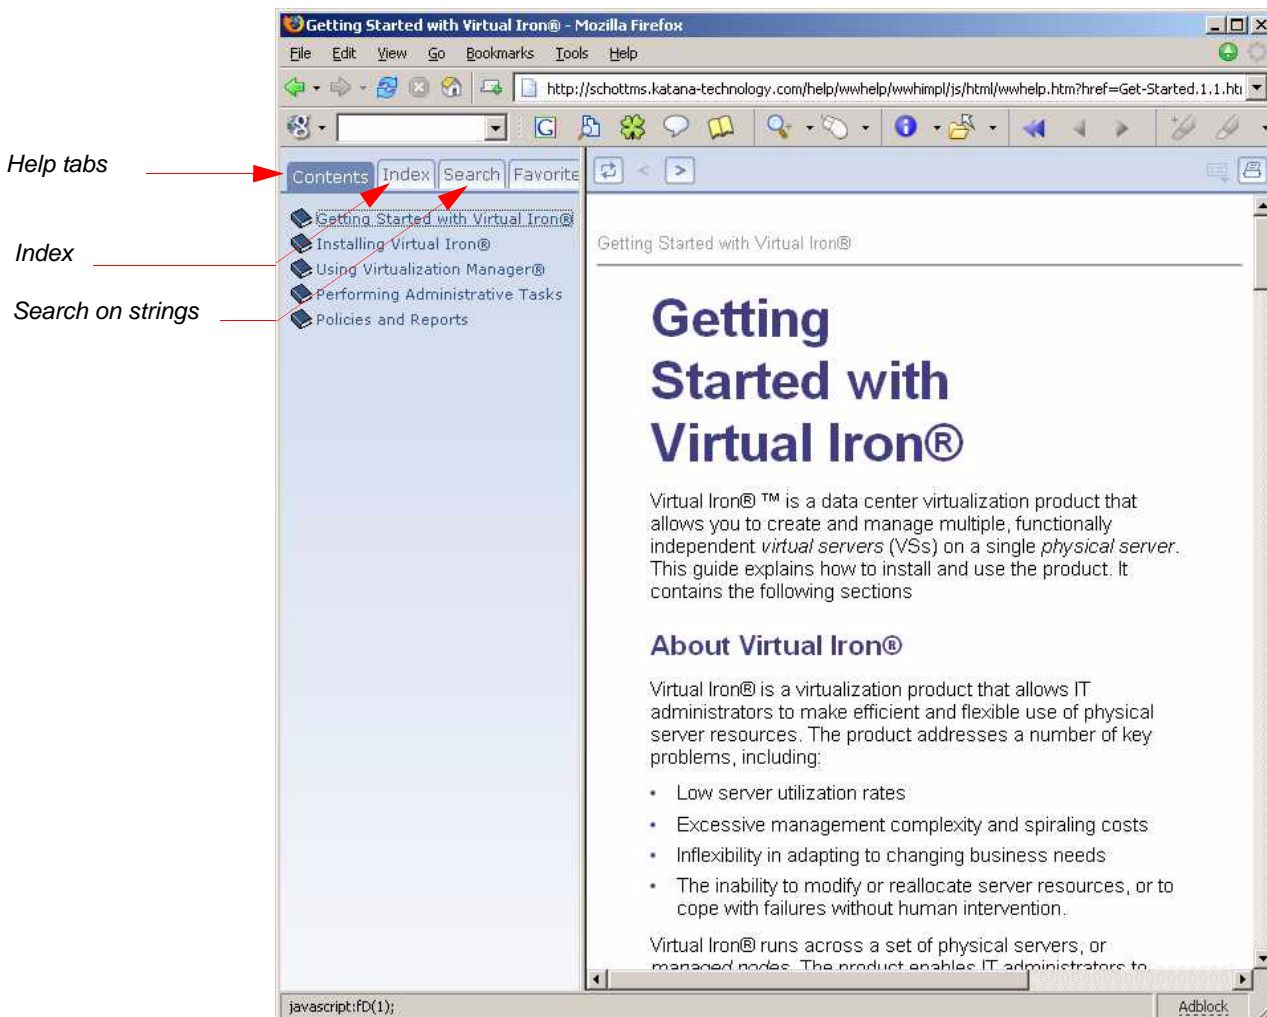 Getting Started with Virtual Iron® - Mozilla Firefox
File Edit View Go Bookmarks Tools Help
http://schottms.katana-technology.com/help/wwhelp/wwhimpl/js/html/wwhelp.htm?href=Get-Started.1.1.ht
Help tabs
Contents Index Search Favorite
Index
Search on strings
Getting Started with Virtual Iron®
Installing Virtual Iron®
Using Virtualization Manager®
Performing Administrative Tasks
Policies and Reports
Getting Started with Virtual Iron®
Getting
Started with
Virtual Iron®
Virtual Iron® ™ is a data center virtualization product that
allows you to create and manage multiple, functionally
independent virtual servers (VSs) on a single physical server.
This guide explains how to install and use the product. It
contains the following sections
About Virtual Iron®
Virtual Iron® is a virtualization product that allows IT
administrators to make efficient and flexible use of physical
server resources. The product addresses a number of key
problems, including:
• Low server utilization rates
• Excessive management complexity and spiraling costs
• Inflexibility in adapting to changing business needs
• The inability to modify or reallocate server resources, or to
cope with failures without human intervention.
Virtual Iron® runs across a set of physical servers, or
managed nodes. The product enables IT administrators to
javascript:fD(1);
Adblock